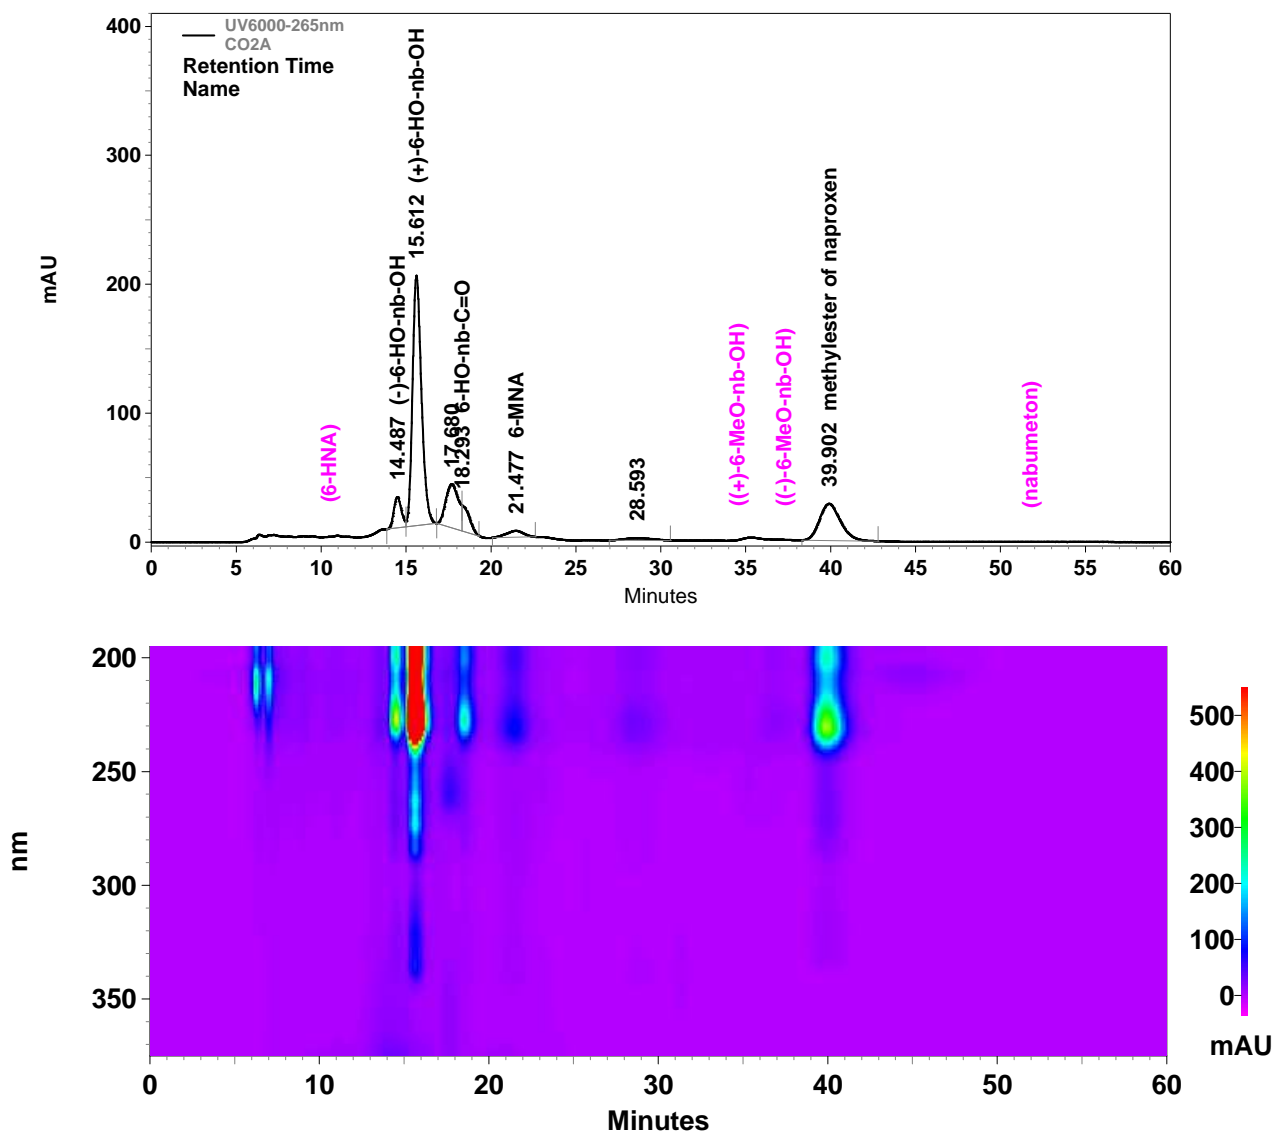 UV6000-265nm
CO2A
Retention Time
Name
mAU
400
300
200
100
0
(6-HNA)
14.487 (-)-6-HO-nb-OH
15.612 (+)-6-HO-nb-OH
17.680
18.293 6-HO-nb-C=O
21.477 6-MNA
28.593
((+)-6-MeO-nb-OH)
((-)-6-MeO-nb-OH)
39.902 methylester of naproxen
(nabumeton)
0 5 10 15 20 25 30 35 40 45 50 55 60
Minutes
nm
200
250
300
350
0 10 20 30 40 50 60
Minutes
500
400
300
200
100
0
mAU